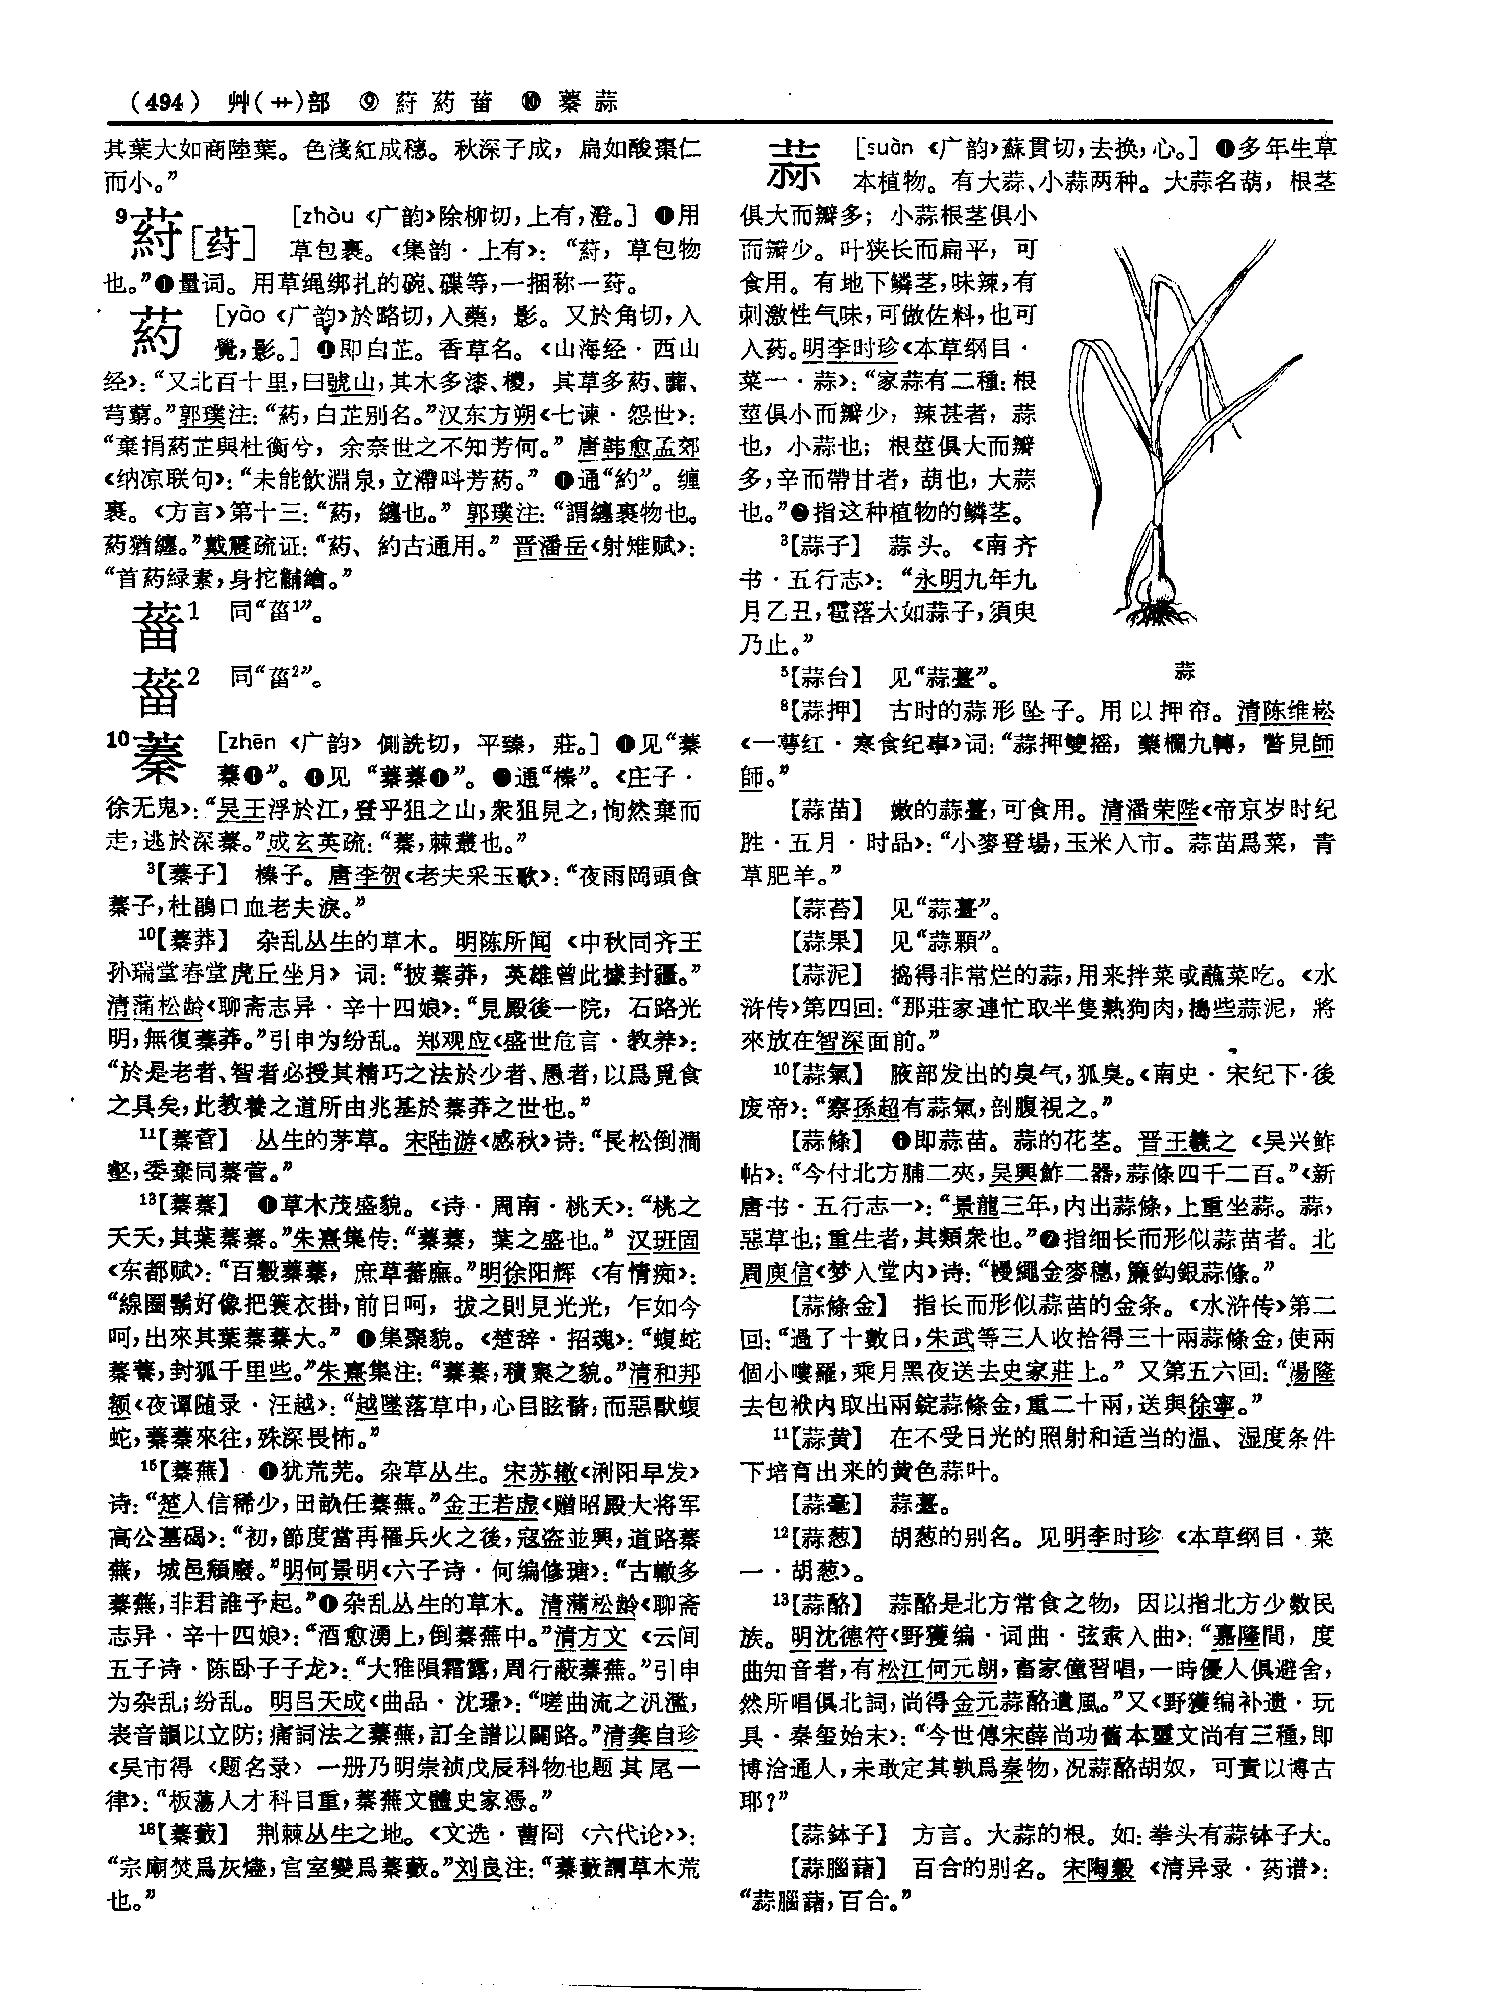 (494) 艸(艹)部 ⑨ 葤葯葘 ❿ 蓁蒜
其葉大如商陸葉。色淺紅成穗。秋深子成，扁如酸棗仁
而小。”
9葤[荮] [zhòu《广韵》除柳切，上有，澄。] ❶用
草包裹。《集韵·上有》：“葤，草包物
也。”❷量词。用草绳绑扎的碗、碟等，一捆称一荮。
葯 [yào《广韵》於略切，入藥，影。又於角切，入
覺，影。] ❶即白芷。香草名。《山海经·西山
经》：“又北百十里，曰號山，其木多漆、椶，其草多葯、虈、
芎藭。”郭璞注：“葯，白芷别名。”汉东方朔《七谏·怨世》：
“棄捐葯芷與杜衡兮，余奈世之不知芳何。” 唐韩愈孟郊
《纳凉联句》：“未能飲淵泉，立滯叫芳葯。” ❷通“約”。缠
裹。《方言》第十三：“葯，纏也。” 郭璞注：“謂纏裹物也。
葯猶纏。”戴震疏证：“葯、約古通用。” 晋潘岳《射雉赋》：
“首葯緑素，身挓黼繪。”
葘1 同“菑1”。
葘2 同“菑2”。
10蓁 [zhēn《广韵》側詵切，平臻，莊。] ❶见“蓁
蓁❶”。❷见“蓁蓁❷”。❸通“榛”。《庄子·
徐无鬼》：“吴王浮於江，登乎狙之山，衆狙見之，恂然棄而
走，逃於深蓁。”成玄英疏：“蓁，棘叢也。”
3【蓁子】 榛子。唐李贺《老夫采玉歌》：“夜雨岡頭食
蓁子，杜鵑口血老夫淚。”
10【蓁莽】 杂乱丛生的草木。明陈所闻《中秋同齐王
孙瑞堂春堂虎丘坐月》 词：“披蓁莽，英雄曾此據封疆。”
清蒲松龄《聊斋志异·辛十四娘》：“見殿後一院，石路光
明，無復蓁莽。”引申为纷乱。郑观应《盛世危言·教养》：
“於是老者、智者必授其精巧之法於少者、愚者，以爲覓食
之具矣，此教養之道所由兆基於蓁莽之世也。”
11【蓁菅】 丛生的茅草。宋陆游《感秋》诗：“長松倒澗
壑，委棄同蓁菅。”
13【蓁蓁】 ❶草木茂盛貌。《诗·周南·桃夭》：“桃之
夭夭，其葉蓁蓁。”朱熹集传：“蓁蓁，葉之盛也。” 汉班固
《东都赋》：“百穀蓁蓁，庶草蕃廡。”明徐阳辉《有情痴》：
“線圈鬍好像把簑衣掛，前日呵，拔之則見光光，乍如今
呵，出來其葉蓁蓁大。” ❷集聚貌。《楚辞·招魂》：“蝮蛇
蓁蓁，封狐千里些。”朱熹集注：“蓁蓁，積聚之貌。”清和邦
额《夜谭随录·汪越》：“越墜落草中，心目眩瞀，而惡獸蝮
蛇，蓁蓁來往，殊深畏怖。”
15【蓁蕪】 ❶犹荒芜。杂草丛生。宋苏辙《浰阳早发》
诗：“楚人信稀少，田畝任蓁蕪。”金王若虚《赠昭殿大将军
高公墓碣》：“初，節度當再罹兵火之後，寇盗並興，道路蓁
蕪，城邑頹廢。”明何景明《六子诗·何编修瑭》：“古轍多
蓁蕪，非君誰予起。”❷杂乱丛生的草木。清蒲松龄《聊斋
志异·辛十四娘》：“酒愈湧上，倒蓁蕪中。”清方文《云间
五子诗·陈卧子子龙》：“大雅隕霜露，周行蔽蓁蕪。”引申
为杂乱；纷乱。明吕天成《曲品·沈璟》：“嗟曲流之汎濫，
表音韻以立防；痛詞法之蓁蕪，訂全譜以闢路。”清龚自珍
《吴市得〈题名录〉一册乃明崇祯戊辰科物也题其尾一
律》：“板蕩人才科目重，蓁蕪文體史家憑。”
18【蓁藪】 荆棘丛生之地。《文选·曹冏〈六代论〉》：
“宗廟焚爲灰燼，宫室變爲蓁藪。”刘良注：“蓁藪謂草木荒
也。”
蒜 [suàn《广韵》蘇貫切，去换，心。] ❶多年生草
本植物。有大蒜、小蒜两种。大蒜名葫，根茎
俱大而瓣多；小蒜根茎俱小
而瓣少。叶狭长而扁平，可
食用。有地下鳞茎，味辣，有
刺激性气味，可做佐料，也可
入药。明李时珍《本草纲目·
菜一·蒜》：“家蒜有二種：根
莖俱小而瓣少，辣甚者，蒜
也，小蒜也；根莖俱大而瓣
多，辛而帶甘者，葫也，大蒜
也。”❷指这种植物的鳞茎。
3【蒜子】 蒜头。《南齐
书·五行志》：“永明九年九
月乙丑，雹落大如蒜子，須臾
乃止。”
蒜
5【蒜台】 见“蒜薹”。
8【蒜押】 古时的蒜形坠子。用以押帘。清陈维崧
《一萼红·寒食纪事》词：“蒜押雙摇，藥欄九轉，瞥見師
師。”
【蒜苗】 嫩的蒜薹，可食用。清潘荣陛《帝京岁时纪
胜·五月·时品》：“小麥登場，玉米入市。蒜苗爲菜，青
草肥羊。”
【蒜苔】 见“蒜薹”。
【蒜果】 见“蒜顆”。
【蒜泥】 捣得非常烂的蒜，用来拌菜或蘸菜吃。《水
浒传》第四回：“那莊家連忙取半隻熟狗肉，搗些蒜泥，將
來放在智深面前。”
10【蒜氣】 腋部发出的臭气，狐臭。《南史·宋纪下·後
废帝》：“察孫超有蒜氣，剖腹視之。”
【蒜條】 ❶即蒜苗。蒜的花茎。晋王羲之《吴兴鲊
帖》：“今付北方脯二夾，吴興鮓二器，蒜條四千二百。”《新
唐书·五行志一》：“景龍三年，内出蒜條，上重坐蒜。蒜，
惡草也；重生者，其類衆也。”❷指细长而形似蒜苗者。北
周庾信《梦入堂内》诗：“幔繩金麥穗，簾鈎銀蒜條。”
【蒜條金】 指长而形似蒜苗的金条。《水浒传》第二
回：“過了十數日，朱武等三人收拾得三十兩蒜條金，使兩
個小嘍羅，乘月黑夜送去史家莊上。” 又第五六回：“湯隆
去包袱内取出兩錠蒜條金，重二十兩，送與徐寧。”
11【蒜黄】 在不受日光的照射和适当的温、湿度条件
下培育出来的黄色蒜叶。
【蒜毫】 蒜薹。
12【蒜葱】 胡葱的别名。见明李时珍《本草纲目·菜
一·胡葱》。
13【蒜酪】 蒜酪是北方常食之物，因以指北方少数民
族。明沈德符《野獲编·词曲·弦索入曲》：“嘉隆間，度
曲知音者，有松江何元朗，畜家僮習唱，一時優人俱避舍，
然所唱俱北詞，尚得金元蒜酪遺風。”又《野獲编补遗·玩
具·秦玺始末》：“今世傳宋薛尚功舊本璽文尚有三種，即
博洽通人，未敢定其孰爲秦物，况蒜酪胡奴，可責以博古
耶？”
【蒜鉢子】 方言。大蒜的根。如：拳头有蒜钵子大。
【蒜腦藷】 百合的别名。宋陶穀《清异录·药谱》：
“蒜腦藷，百合。”